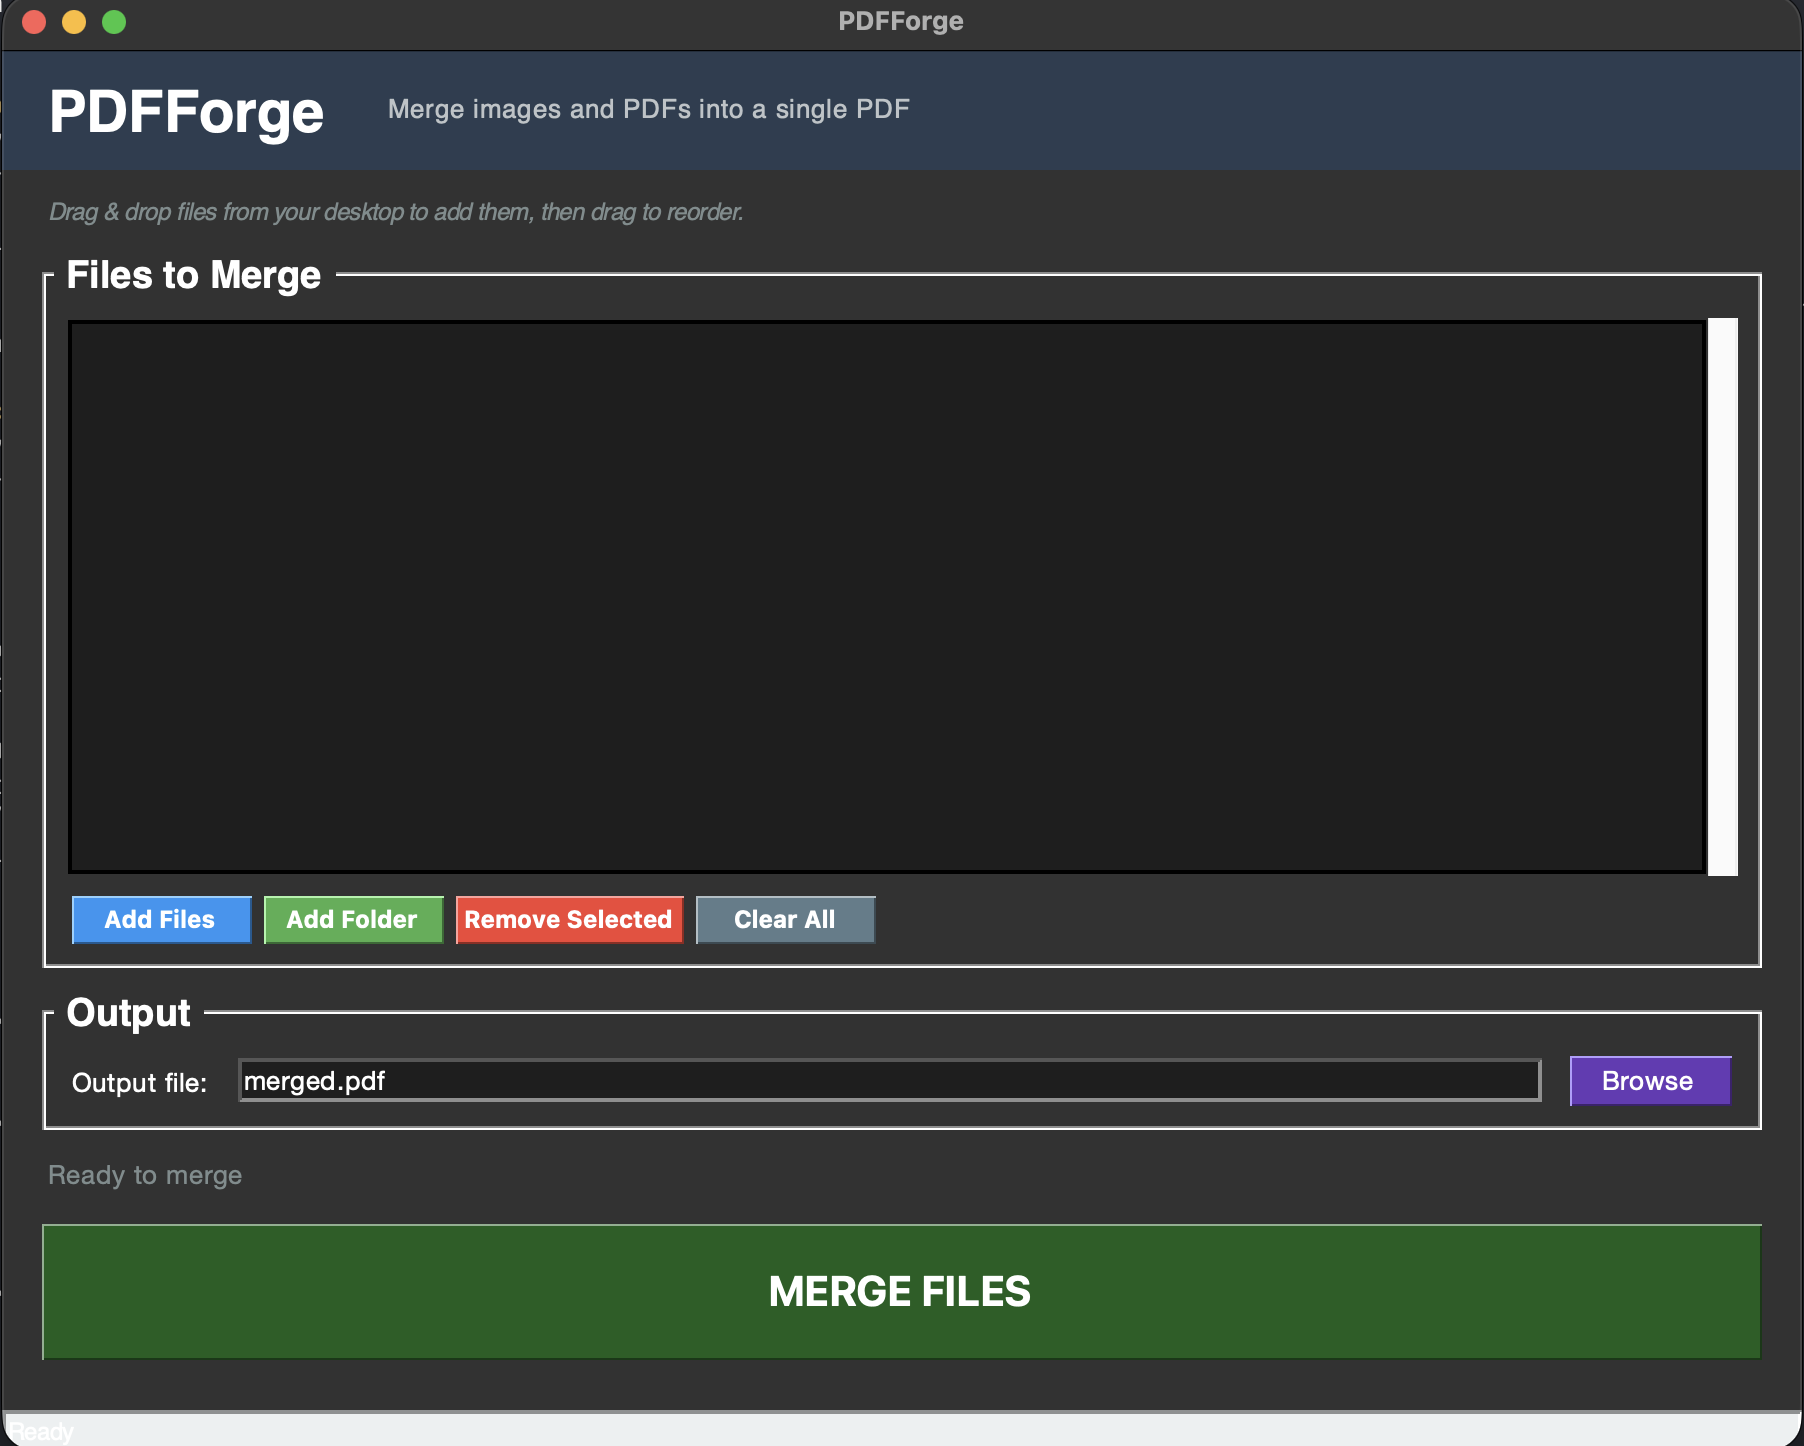 PDFForge
PDFForge
Merge images and PDFs into a single PDF
Drag & drop files from your desktop to add them, then drag to reorder.
Files to Merge
Add Files
Add Folder
Remove Selected
Clear All
Output
Output file:
merged.pdf
Browse
Ready to merge
MERGE FILES
Ready